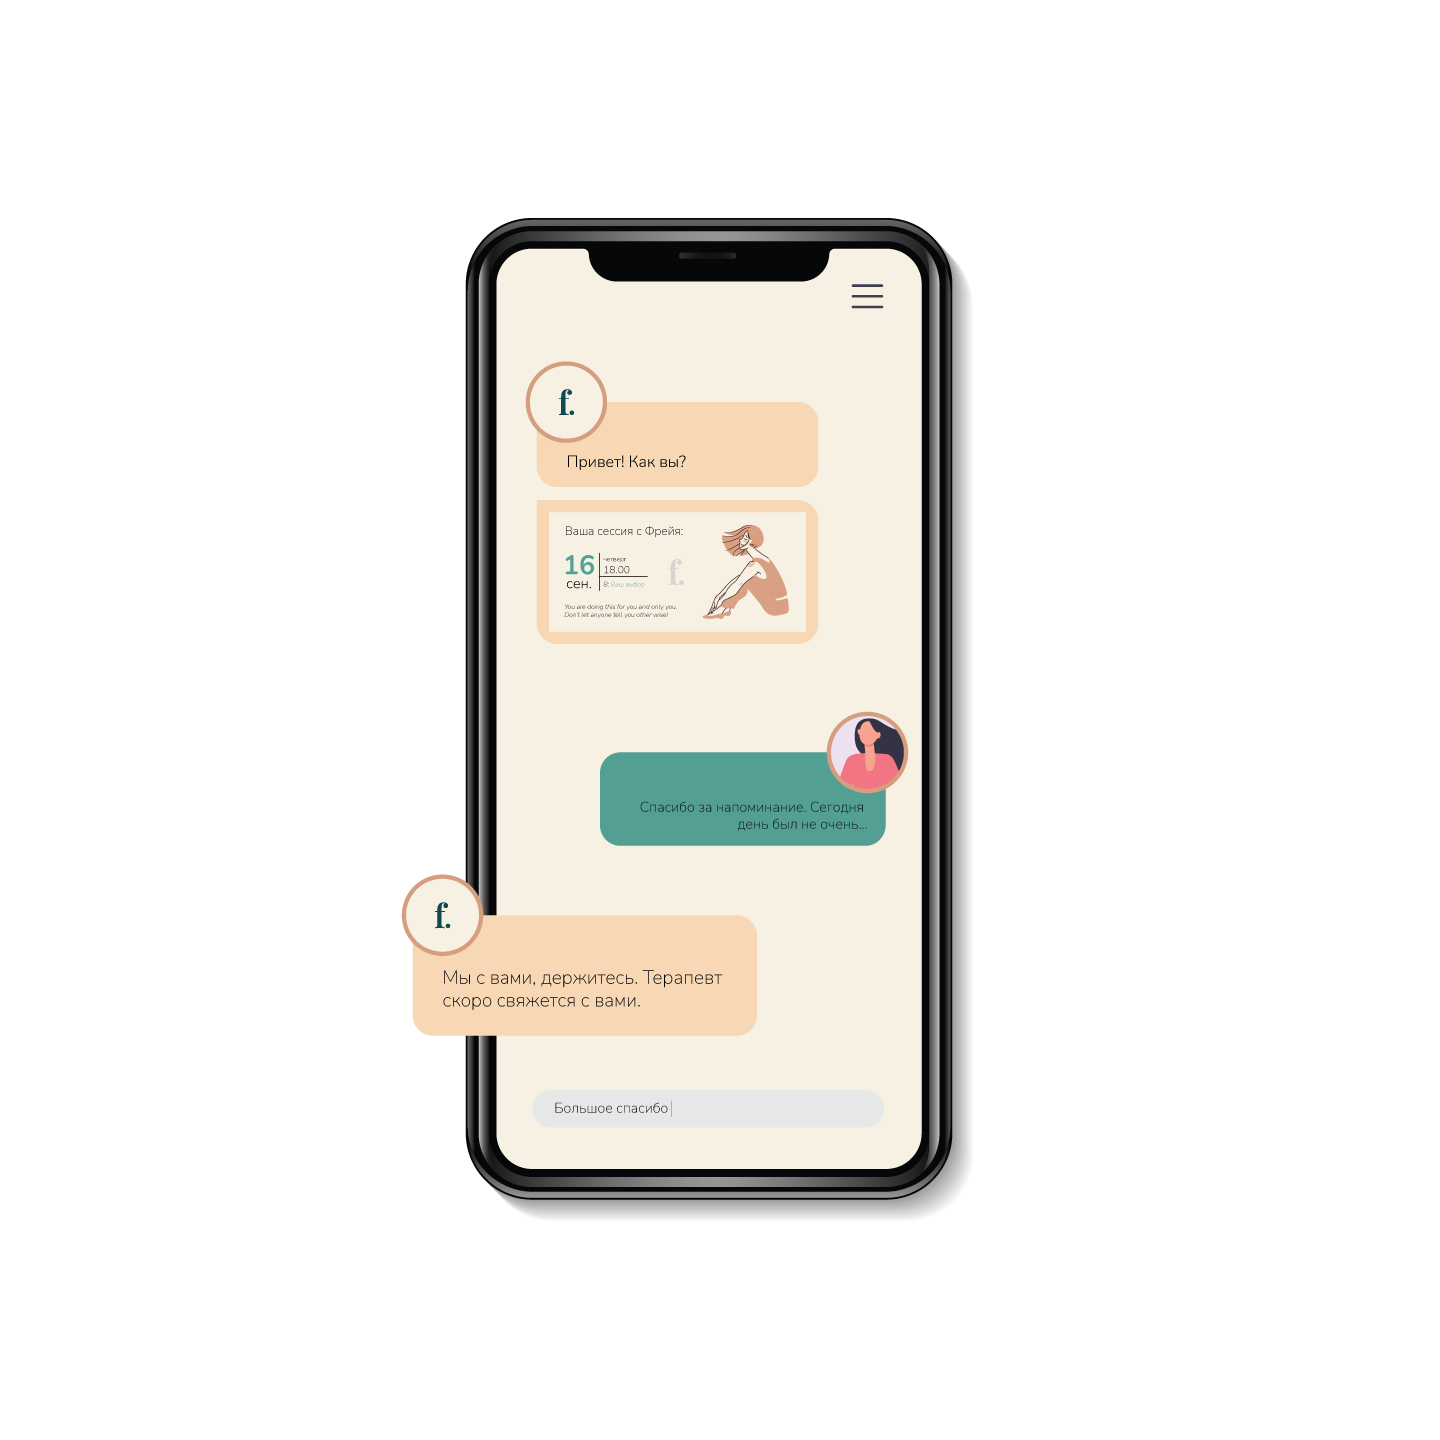 f.
Привет! Как вы?
Ваша сессия с Фрейя:
16
сен.
четверг
18.00
В: Ваш выбор
f.
You are doing this for you and only you.
Don't let anyone tell you other wise!
Спасибо за напоминание. Сегодня
день был не очень...
f.
Мы с вами, держитесь. Терапевт
скоро свяжется с вами.
Большое спасибо